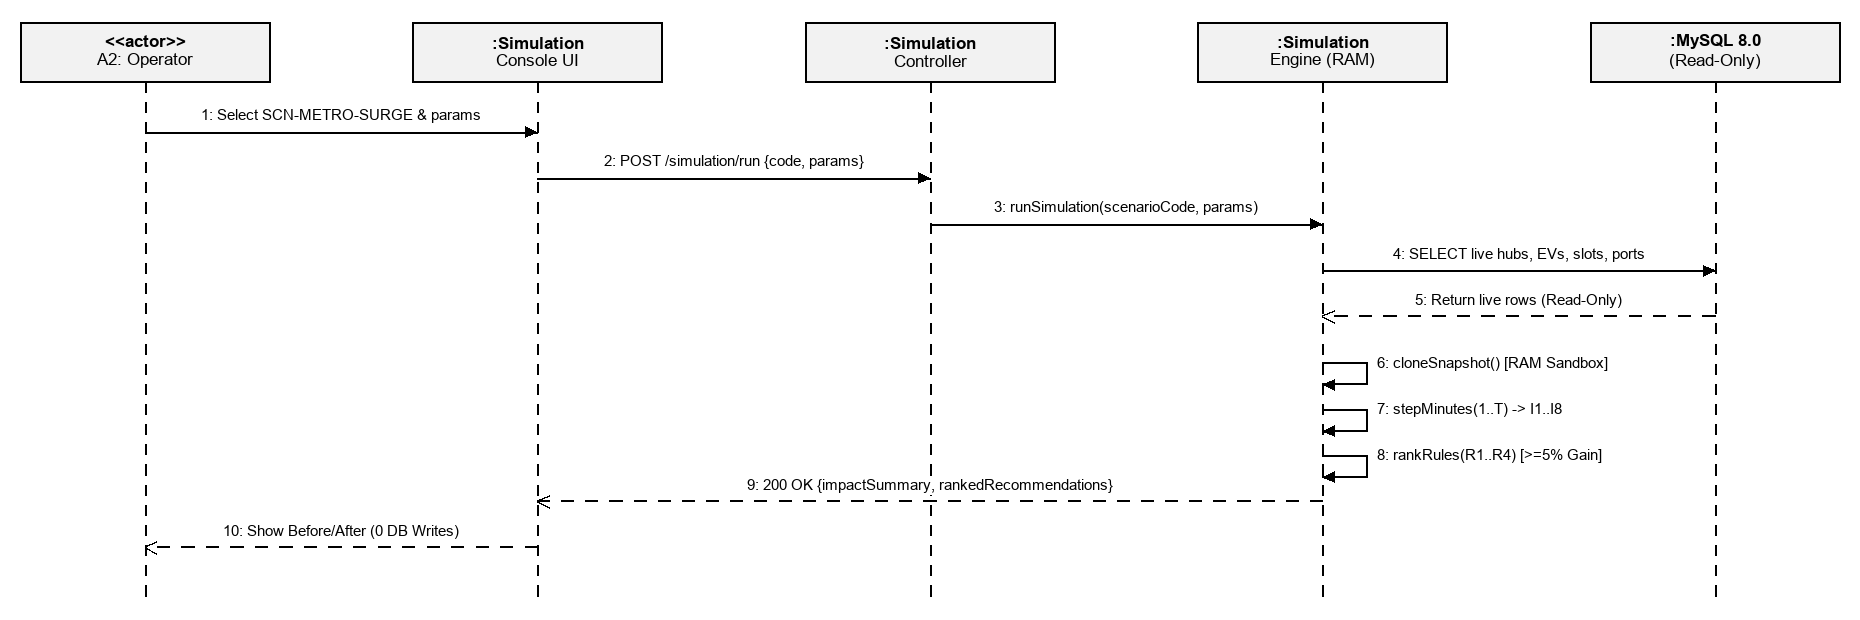 <<actor>>
A2: Operator
:Simulation
Console UI
:Simulation
Controller
:Simulation
Engine (RAM)
:MySQL 8.0
(Read-Only)
1: Select SCN-METRO-SURGE & params
2: POST /simulation/run {code, params}
3: runSimulation(scenarioCode, params)
4: SELECT live hubs, EVs, slots, ports
5: Return live rows (Read-Only)
6: cloneSnapshot() [RAM Sandbox]
7: stepMinutes(1..T) -> I1..I8
8: rankRules(R1..R4) [>=5% Gain]
9: 200 OK {impactSummary, rankedRecommendations}
10: Show Before/After (0 DB Writes)